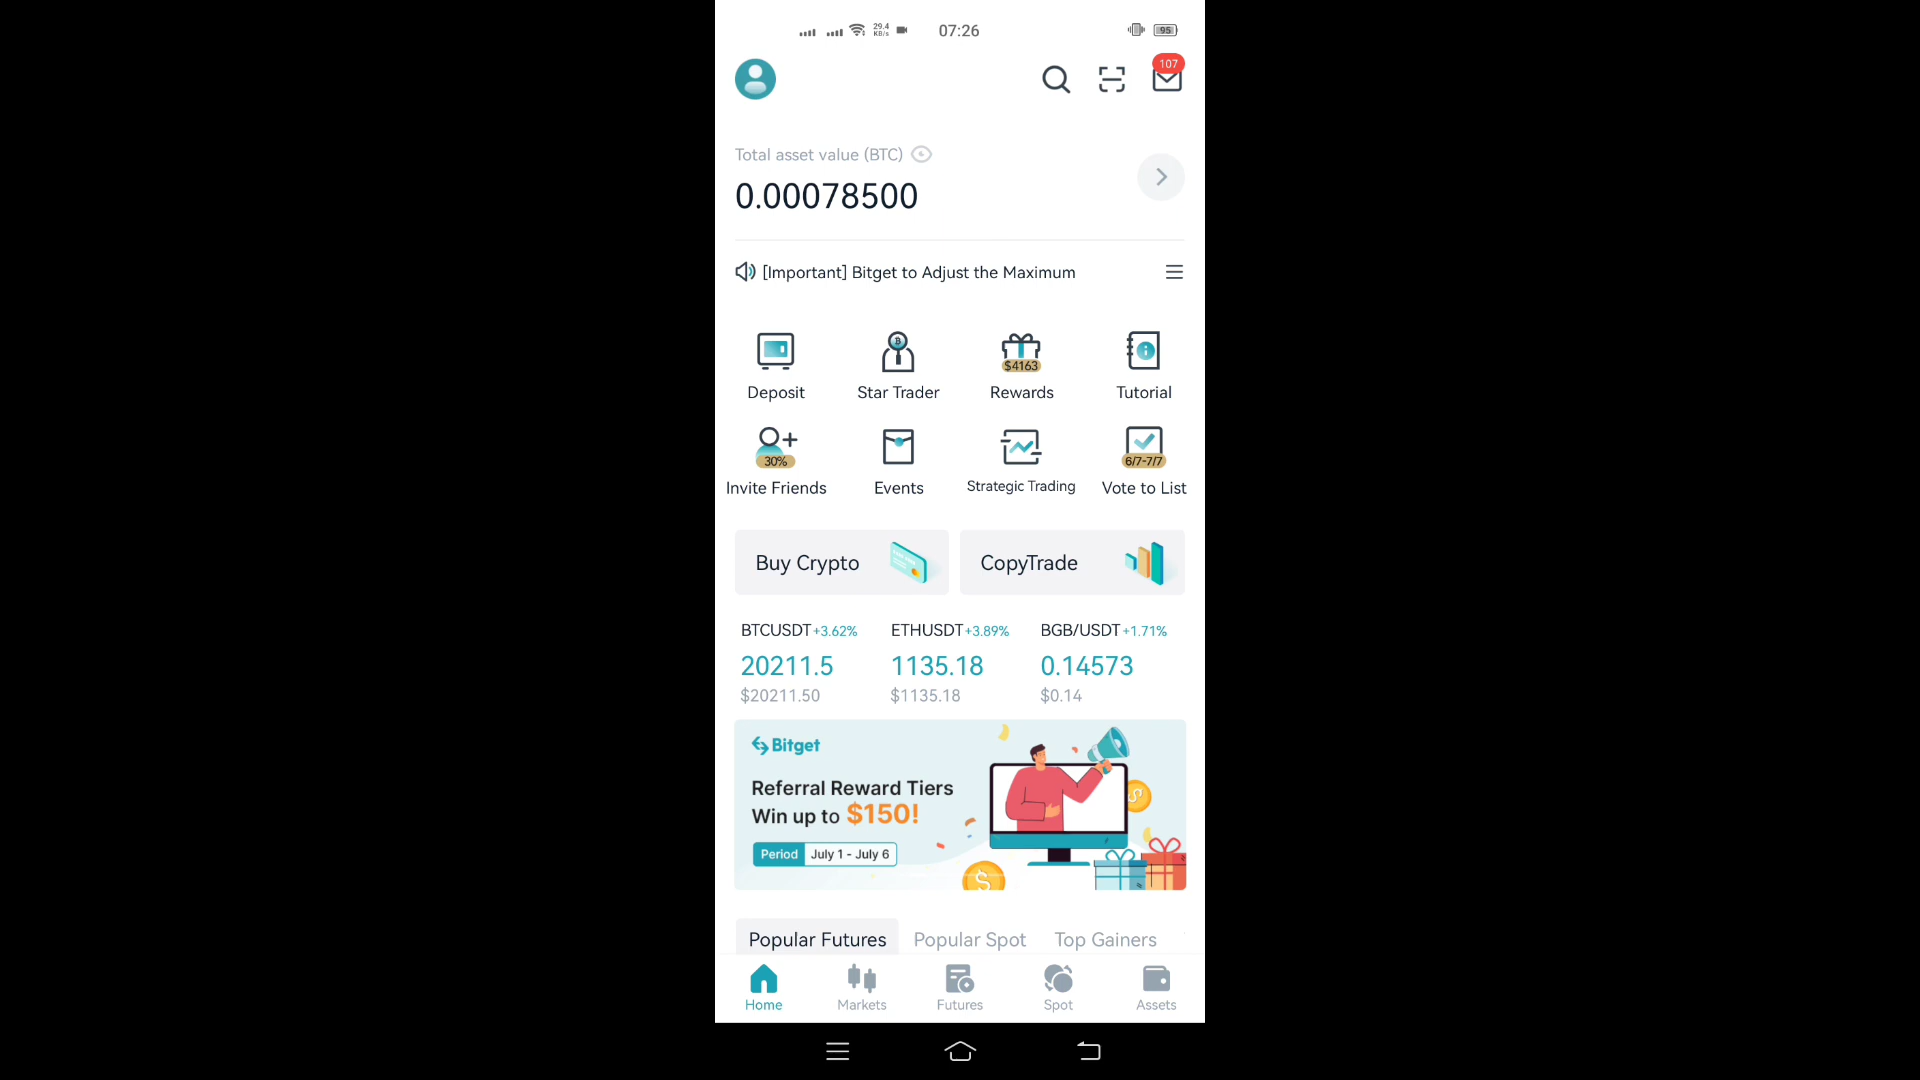 29.4
KB/s
07:26
95
107
Total asset value (BTC)
0.00078500
[Important] Bitget to Adjust the Maximum
$4163
Deposit
Star Trader
Rewards
Tutorial
30%
6/7-7/7
Invite Friends
Events
Strategic Trading
Vote to List
Buy Crypto
CopyTrade
BTCUSDT +3.62%
ETHUSDT +3.89%
BGB/USDT +1.71%
20211.5
1135.18
0.14573
$20211.50
$1135.18
$0.14
Bitget
Referral Reward Tiers
Win up to $150!
Period July 1 - July 6
Popular Futures
Popular Spot
Top Gainers
Home
Markets
Futures
Spot
Assets